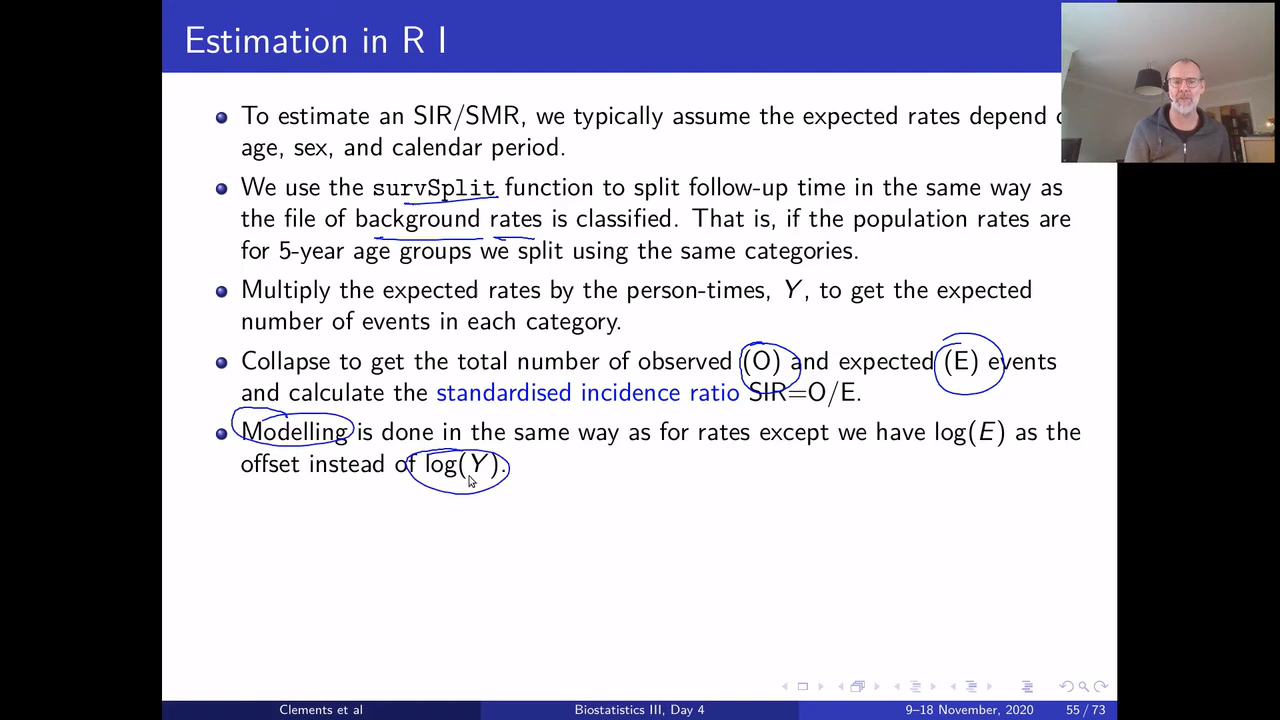 Estimation in R I
To estimate an SIR/SMR, we typically assume the expected rates depend
age, sex, and calendar period.
We use the survSplit function to split follow-up time in the same way as
the file of background rates is classified. That is, if the population rates are
for 5-year age groups we split using the same categories.
Multiply the expected rates by the person-times, Y, to get the expected
number of events in each category.
Collapse to get the total number of observed (O) and expected (E) events
and calculate the standardised incidence ratio SIR=O/E.
Modelling is done in the same way as for rates except we have log(E) as the
offset instead of log(Y).
Clements et al Biostatistics III, Day 4 9–18 November, 2020 55 / 73